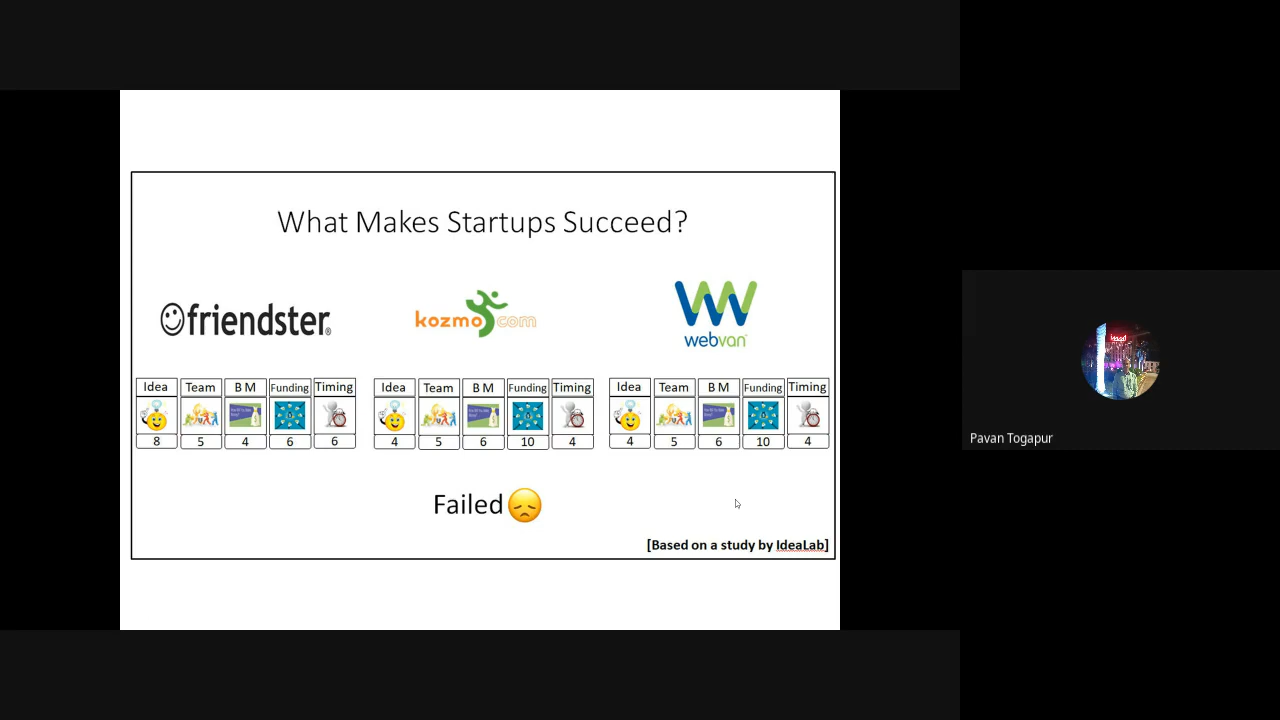 What Makes Startups Succeed?
friendster®
kozmo.com
webvan
Idea Team B M Funding Timing
8 5 4 6 6
Idea Team B M Funding Timing
4 5 6 10 4
Idea Team B M Funding Timing
4 5 6 10 4
Failed
[Based on a study by IdeaLab]
Pavan Togapur